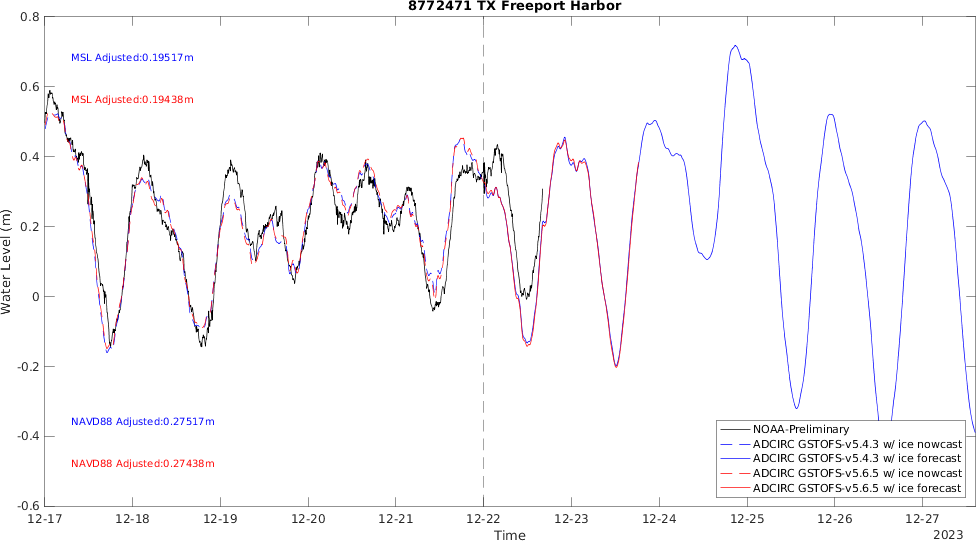 8772471 TX Freeport Harbor
0.8
0.6
0.4
0.2
0
-0.2
-0.4
-0.6
Water Level (m)
MSL Adjusted:0.19517m
MSL Adjusted:0.19438m
NAVD88 Adjusted:0.27517m
NAVD88 Adjusted:0.27438m
NOAA-Preliminary
ADCIRC GSTOFS-v5.4.3 w/ ice nowcast
ADCIRC GSTOFS-v5.4.3 w/ ice forecast
ADCIRC GSTOFS-v5.6.5 w/ ice nowcast
ADCIRC GSTOFS-v5.6.5 w/ ice forecast
12-17 12-18 12-19 12-20 12-21 12-22 12-23 12-24 12-25 12-26 12-27
Time
2023